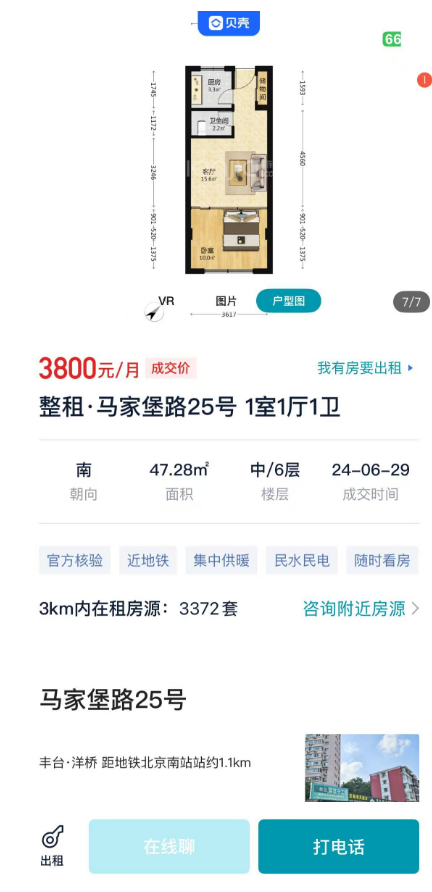 贝壳
66
厨房
3.3㎡
储物间
卫生间
2.2㎡
客厅
15.6㎡
卧室
10.0㎡
1745
1172
3246
901
520
1375
1593
4560
901
520
1375
VR
图片
户型图
7/7
3617
3800元/月 成交价
我有房要出租
整租·马家堡路25号 1室1厅1卫
南 47.28㎡ 中/6层 24-06-29
朝向 面积 楼层 成交时间
官方核验 近地铁 集中供暖 民水民电 随时看房
3km内在租房源：3372套
咨询附近房源
马家堡路25号
丰台·洋桥 距地铁北京南站站约1.1km
出租
在线聊
打电话